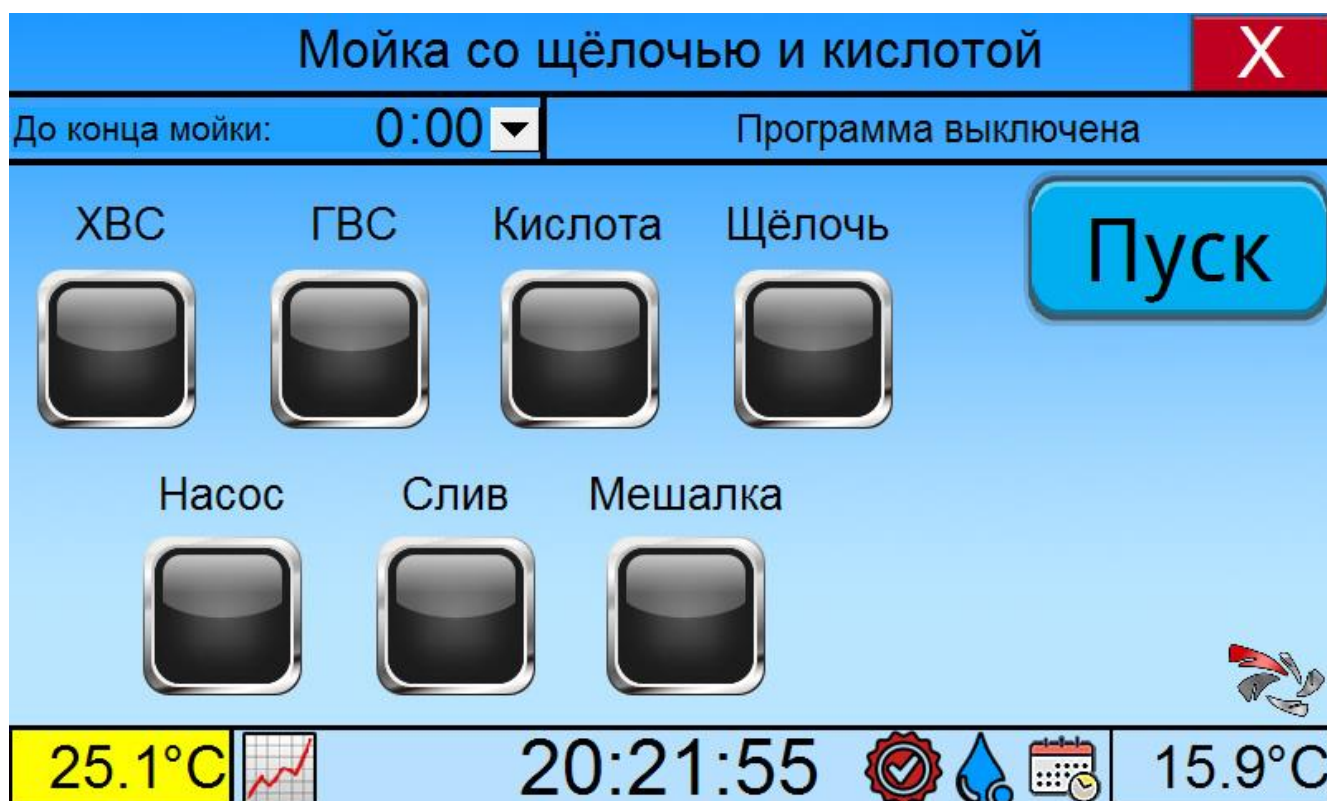 Мойка со щёлочью и кислотой X
До конца мойки: 0:00 Программа выключена
ХВС ГВС Кислота Щёлочь Пуск
Насос Слив Мешалка
25.1°C 20:21:55 15.9°C